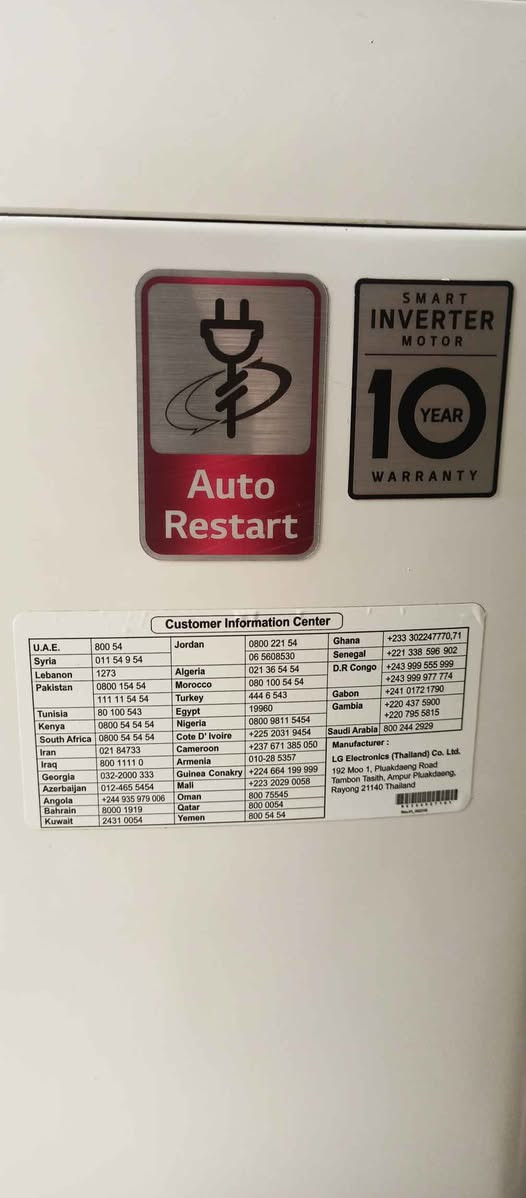 Auto
Restart
SMART
INVERTER
MOTOR
10 YEAR
WARRANTY
Customer Information Center
U.A.E. 800 54
Syria 011 54 9 54
Lebanon 1273
Pakistan 0800 154 54
111 11 54 54
Tunisia 80 100 543
Kenya 0800 54 54 54
South Africa 0800 54 54 54
Iran 021 84733
Iraq 800 1111 0
Georgia 032-2000 333
Azerbaijan 012-465 5454
Angola +244 935 979 006
Bahrain 8000 1919
Kuwait 2431 0054
Jordan 0800 221 54
06 5608530
Algeria 021 36 54 54
Morocco 080 100 54 54
Turkey 444 6 543
Egypt 19960
Nigeria 0800 9811 5454
Cote D' Ivoire +225 2031 9454
Cameroon +237 671 385 050
Armenia 010-28 5357
Guinea Conakry +224 664 199 999
Mali +223 2029 0058
Oman 800 75545
Qatar 800 0054
Yemen 800 54 54
Ghana +233 302247770,71
Senegal +221 338 596 902
D.R Congo +243 999 555 999
+243 999 977 774
Gabon +241 0172 1790
Gambia +220 437 5900
+220 795 5815
Saudi Arabia 800 244 2929
Manufacturer :
LG Electronics (Thailand) Co. Ltd.
192 Moo 1, Pluakdaeng Road
Tambon Tasith, Ampur Pluakdaeng,
Rayong 21140 Thailand